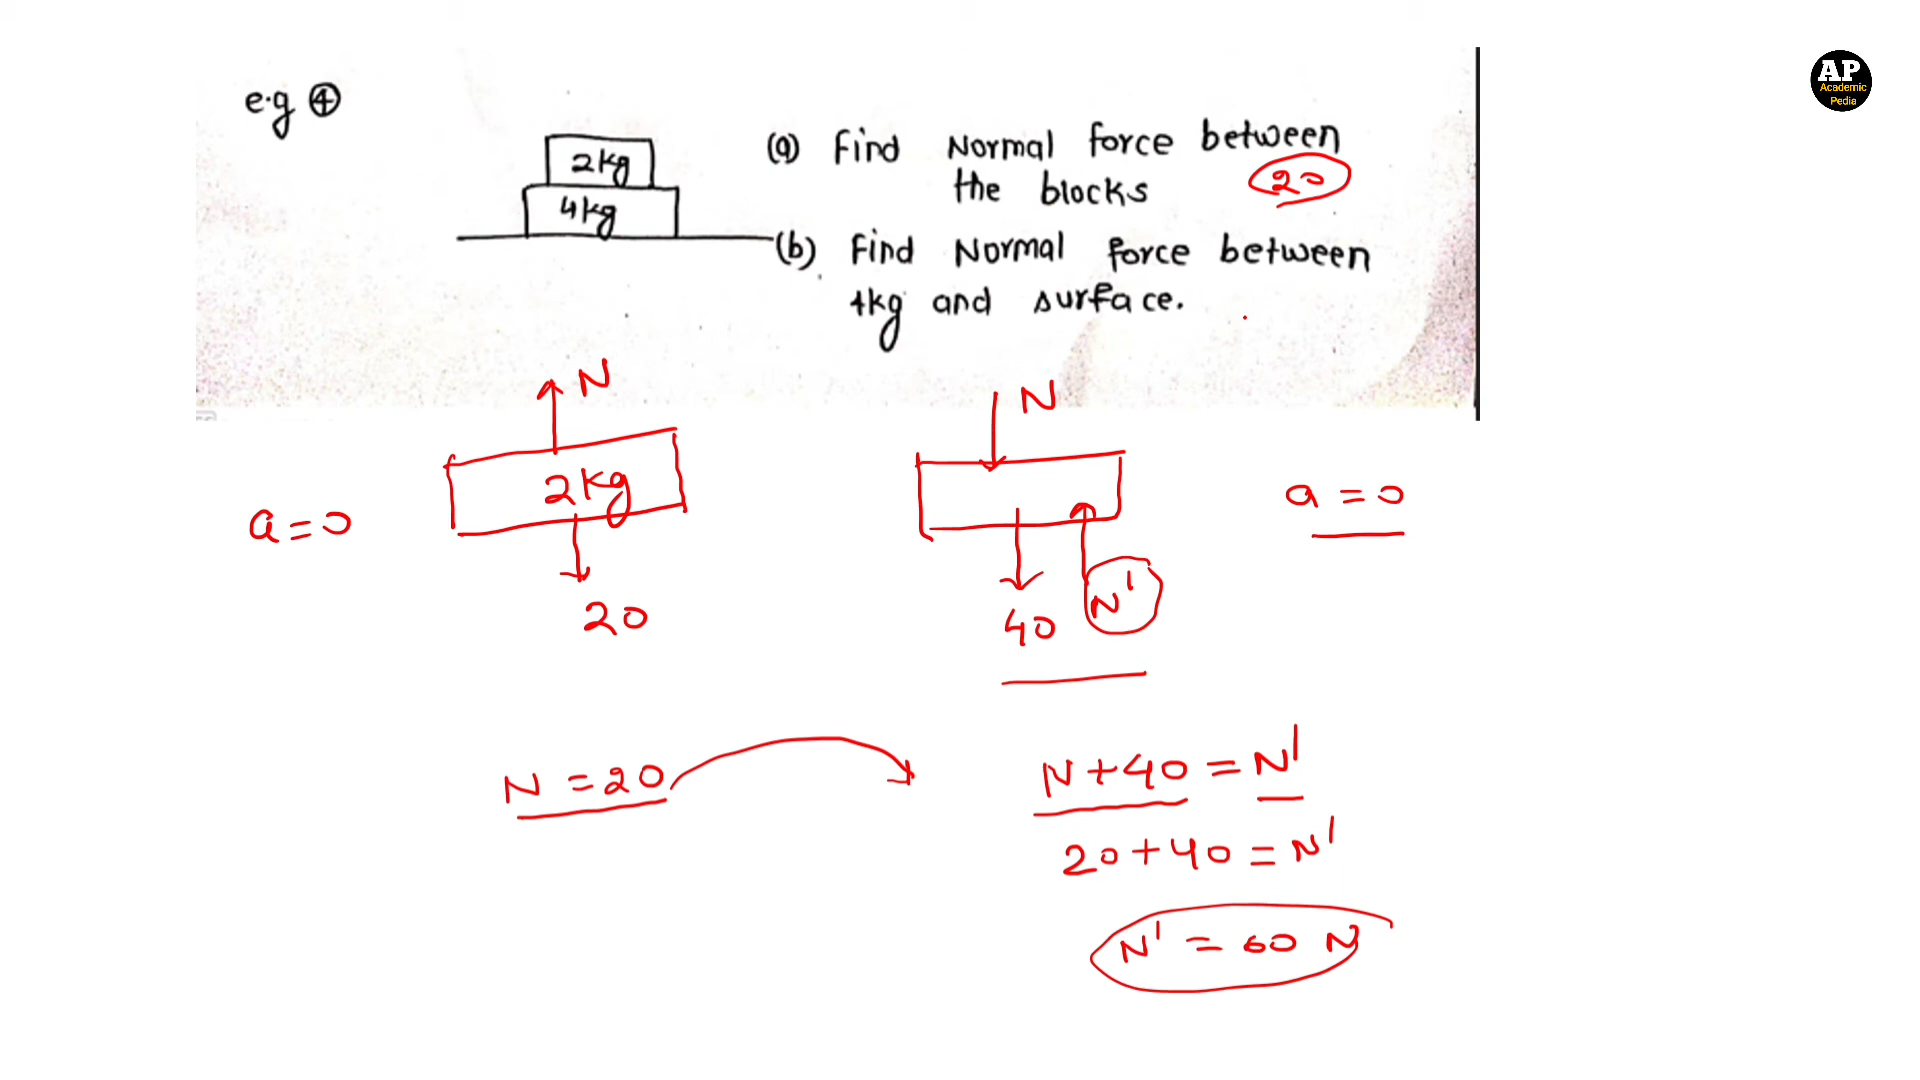 AP
Academic
Pedia
e.g ④
2kg
4kg
(a) Find Normal force between
the blocks
20
(b) Find Normal force between
4kg and surface.
N
2kg
a=0
20
N
a=0
40
N'
N=20
N+40=N'
20+40=N'
N'=60 N